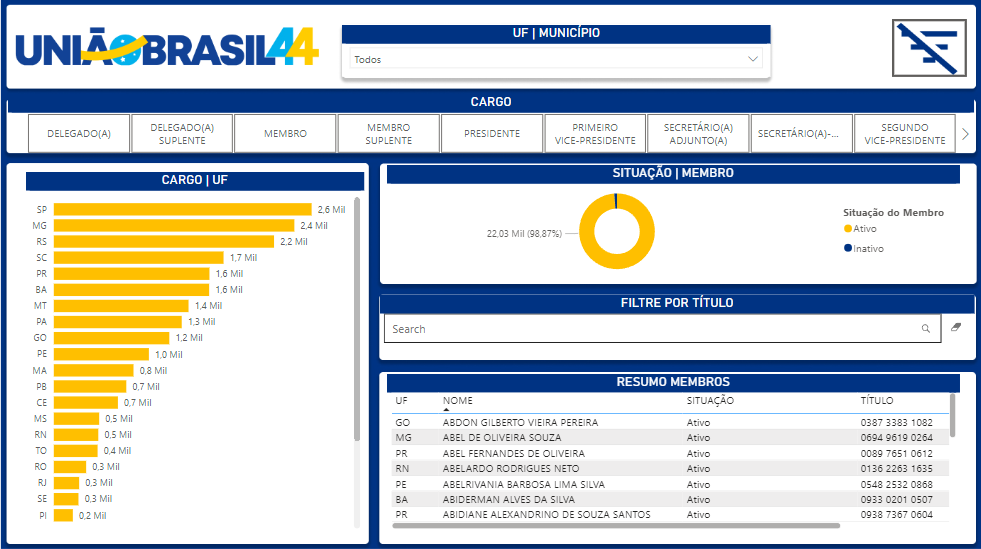 UNIÃO BRASIL 44
UF | MUNICÍPIO
Todos
CARGO
DELEGADO(A)
DELEGADO(A)
SUPLENTE
MEMBRO
MEMBRO
SUPLENTE
PRESIDENTE
PRIMEIRO
VICE-PRESIDENTE
SECRETÁRIO(A)
ADJUNTO(A)
SECRETÁRIO(A)-...
SEGUNDO
VICE-PRESIDENTE
CARGO | UF
SP 2,6 Mil
MG 2,4 Mil
RS 2,2 Mil
SC 1,7 Mil
PR 1,6 Mil
BA 1,6 Mil
MT 1,4 Mil
PA 1,3 Mil
GO 1,2 Mil
PE 1,0 Mil
MA 0,8 Mil
PB 0,7 Mil
CE 0,7 Mil
MS 0,5 Mil
RN 0,5 Mil
TO 0,4 Mil
RO 0,3 Mil
RJ 0,3 Mil
SE 0,3 Mil
PI 0,2 Mil
SITUAÇÃO | MEMBRO
22,03 Mil (98,87%)
Situação do Membro
Ativo
Inativo
FILTRE POR TÍTULO
Search
RESUMO MEMBROS
UF NOME SITUAÇÃO TÍTULO
GO ABDON GILBERTO VIEIRA PEREIRA Ativo 0387 3383 1082
MG ABEL DE OLIVEIRA SOUZA Ativo 0694 9619 0264
PR ABEL FERNANDES DE OLIVEIRA Ativo 0089 7651 0612
RN ABELARDO RODRIGUES NETO Ativo 0136 2263 1635
PE ABELRIVANIA BARBOSA LIMA SILVA Ativo 0548 2532 0868
BA ABIDERMAN ALVES DA SILVA Ativo 0933 0201 0507
PR ABIDIANE ALEXANDRINO DE SOUZA SANTOS Ativo 0938 7367 0604